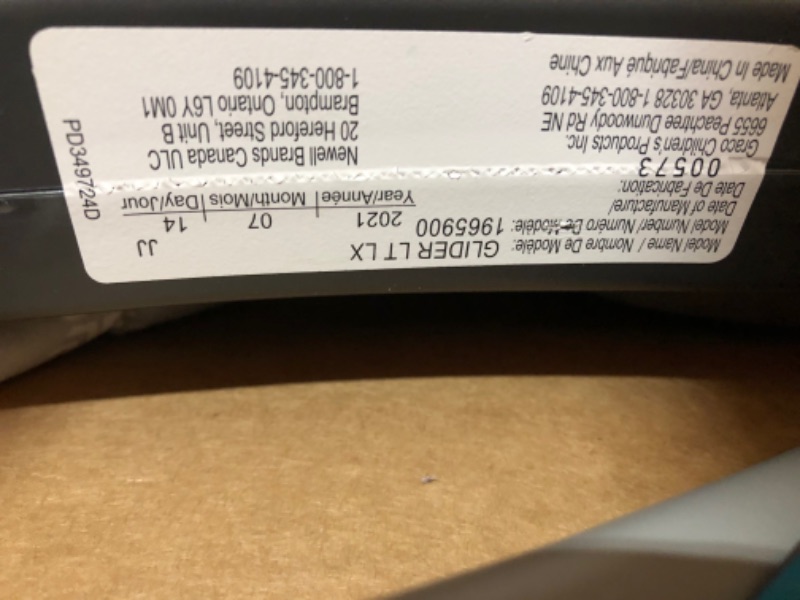 Model Name / Nombre De Modèle: GLIDER LT LX JJ
Model Number/ Numéro De Modèle: 1965900
Date of Manufacture/ 2021 07 14
Date De Fabrication: Year/Année Month/Mois Day/Jour
00573
Graco Children's Products Inc.
6655 Peachtree Dunwoody Rd NE
Atlanta, GA 30328 1-800-345-4109
Made In China/Fabriqué Aux Chine
Newell Brands Canada ULC
20 Hereford Street, Unit B
Brampton, Ontario L6Y 0M1
1-800-345-4109
PD349724D